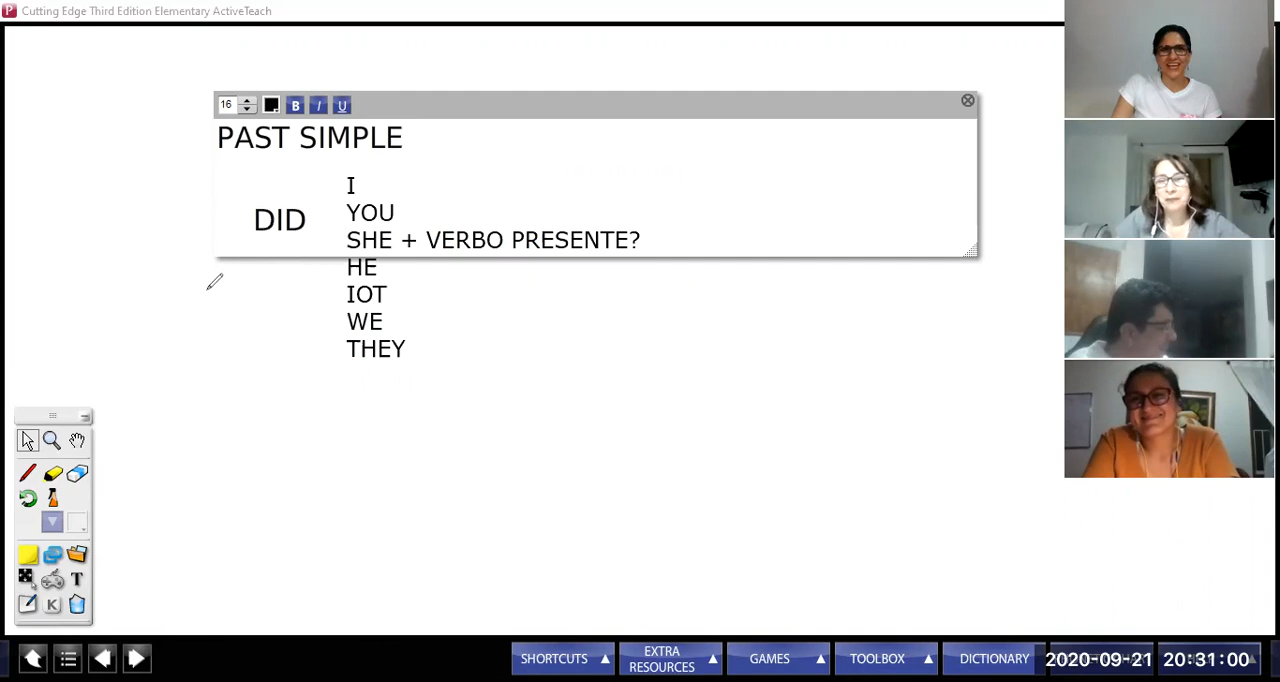 Cutting Edge Third Edition Elementary ActiveTeach
16 B I U
PAST SIMPLE
I
YOU
DID
SHE + VERBO PRESENTE?
HE
IOT
WE
THEY
T
K
SHORTCUTS
EXTRA
RESOURCES
GAMES
TOOLBOX
DICTIONARY
2020-09-21 20:31:00